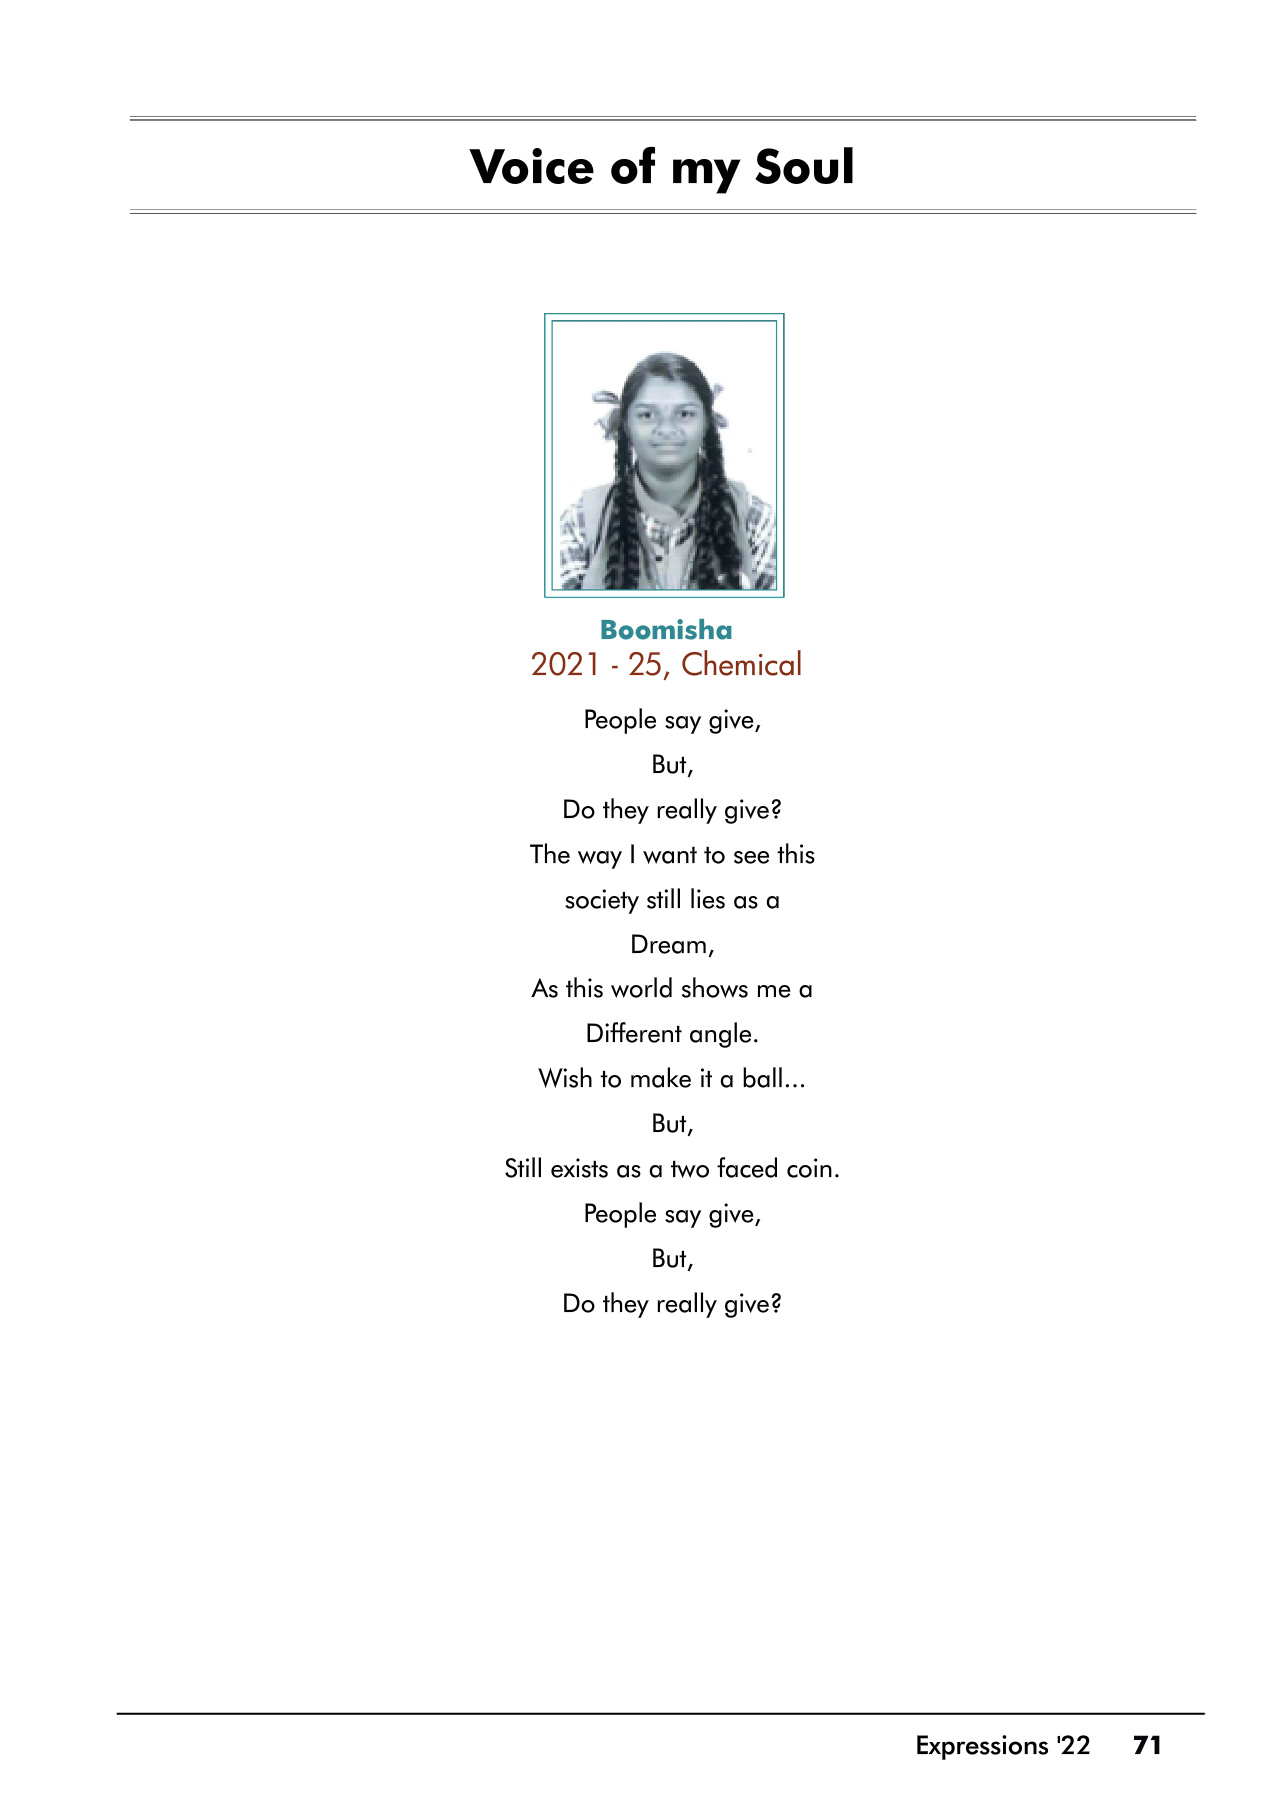 Voice of my Soul
Boomisha
2021 - 25, Chemical
People say give,
But,
Do they really give?
The way I want to see this
society still lies as a
Dream,
As this world shows me a
Different angle.
Wish to make it a ball...
But,
Still exists as a two faced coin.
People say give,
But,
Do they really give?
Expressions '22 71